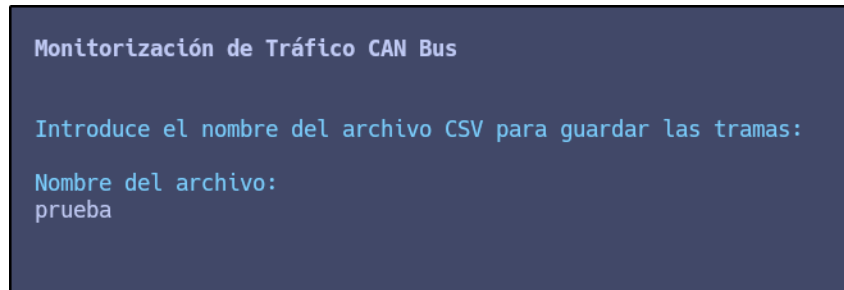 Monitorización de Tráfico CAN Bus
Introduce el nombre del archivo CSV para guardar las tramas:
Nombre del archivo:
prueba